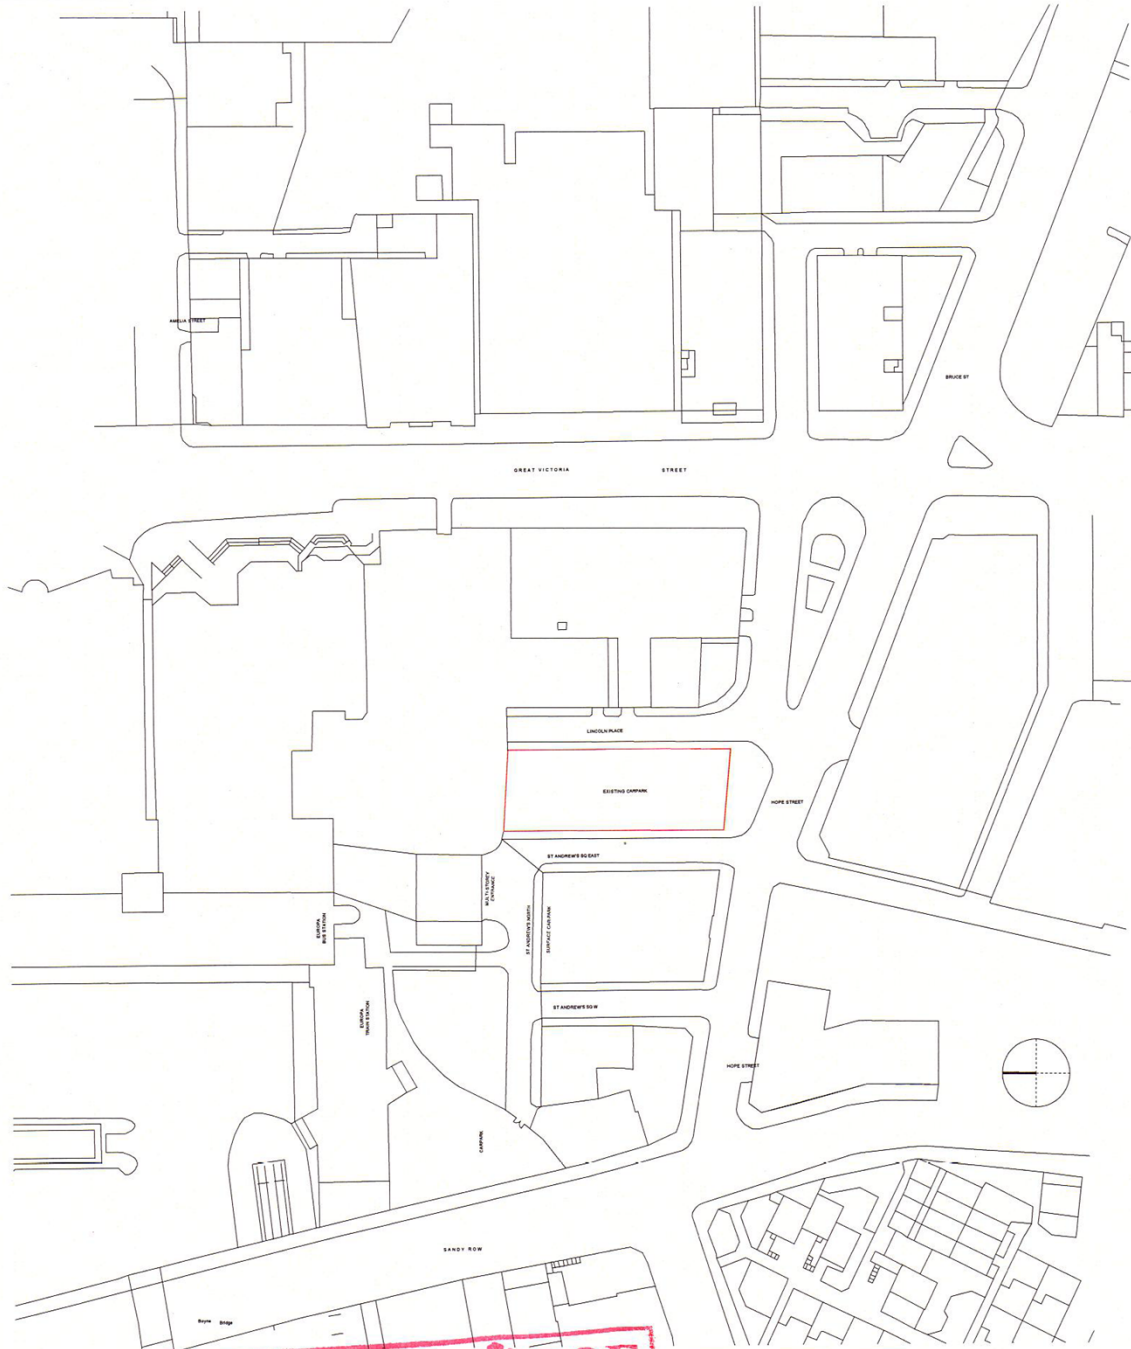 AMELIA STREET
BRUCE ST
GREAT VICTORIA STREET
LINCOLN PLACE
EXISTING CARPARK
HOPE STREET
ST ANDREW'S SQ EAST
MULTI-STOREY
ENTRANCE
EUROPA
BUS STATION
ST ANDREW'S NORTH
SURFACE CAR-PARK
ST ANDREW'S SQ W
EUROPA
TRAIN STATION
HOPE STREET
CARPARK
SANDY ROW
Boyne Bridge